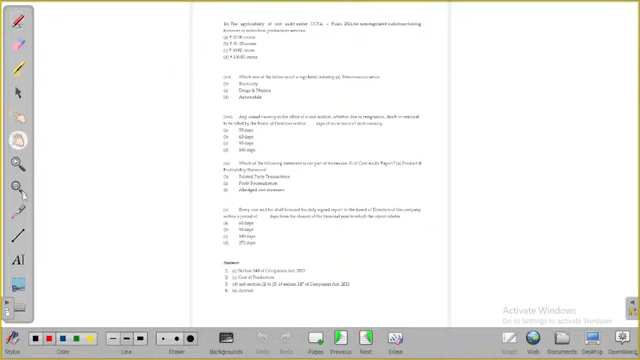 (vi) The applicability of cost audit under CCRA – Rules, 2014 for non-regulated industries having
turnover of individual products or services
(a) ₹ 25.00 crores
(b) ₹ 35.00 crores
(c) ₹ 50.00 crores
(d) ₹ 100.00 crores
(vii) Which one of the below is not a regulated industry (a) Telecommunication
(b) Electricity
(c) Drugs & Pharma
(d) Automobile
(viii) Any casual vacancy in the office of a cost auditor, whether due to resignation, death or removal
to be filled by the Board of Directors within days of occurrence of such vacancy.
(a) 30 days
(b) 60 days
(c) 90 days
(d) 180 days
(ix) Which of the following statement is not part of Annexure of Cost Audit Report? (a) Product &
Profitability Statement
(b) Related Party Transactions
(c) Profit Reconciliation
(d) Abridged cost statement
(x) Every cost auditor shall forward his duly signed report to the Board of Directors of the company
within a period of days from the closure of the financial year to which the report relates.
(a) 60 days
(b) 90 days
(c) 180 days
(d) 270 days
Answer:
1) (c) Section 148 of Companies Act, 2013
2) (c) Cost of Production
3) (d) sub section (2) to (5) of section 147 of Companies Act, 2013
4) (a) Accrual
Activate Windows
Go to Settings to activate Windows.
Stylus
Color
Line
Eraser
Backgrounds
Undo
Redo
Pages
Previous
Next
Erase
Board
Web
Documents
Desktop
OpenBoard